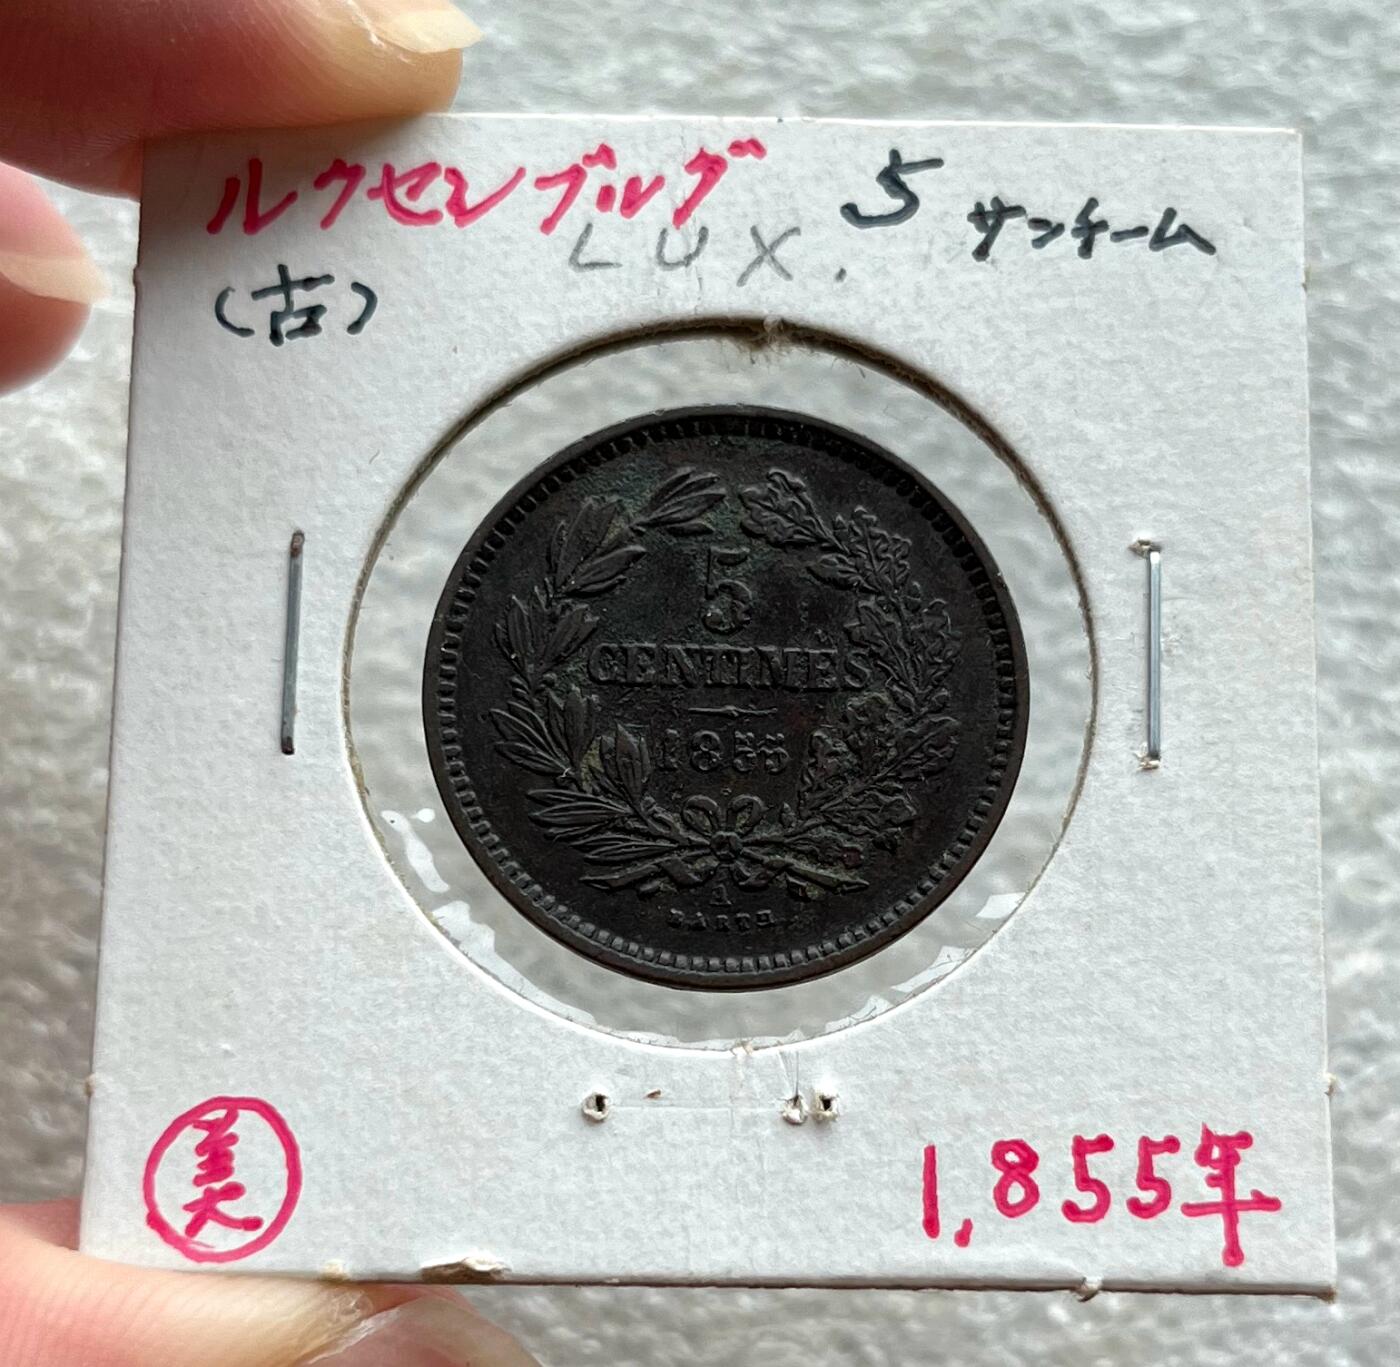 ルクセンブルグ 5 サンチーム
LUX.
(古)
5
CENTIMES
1855
A
BARTH.
美
1,855年